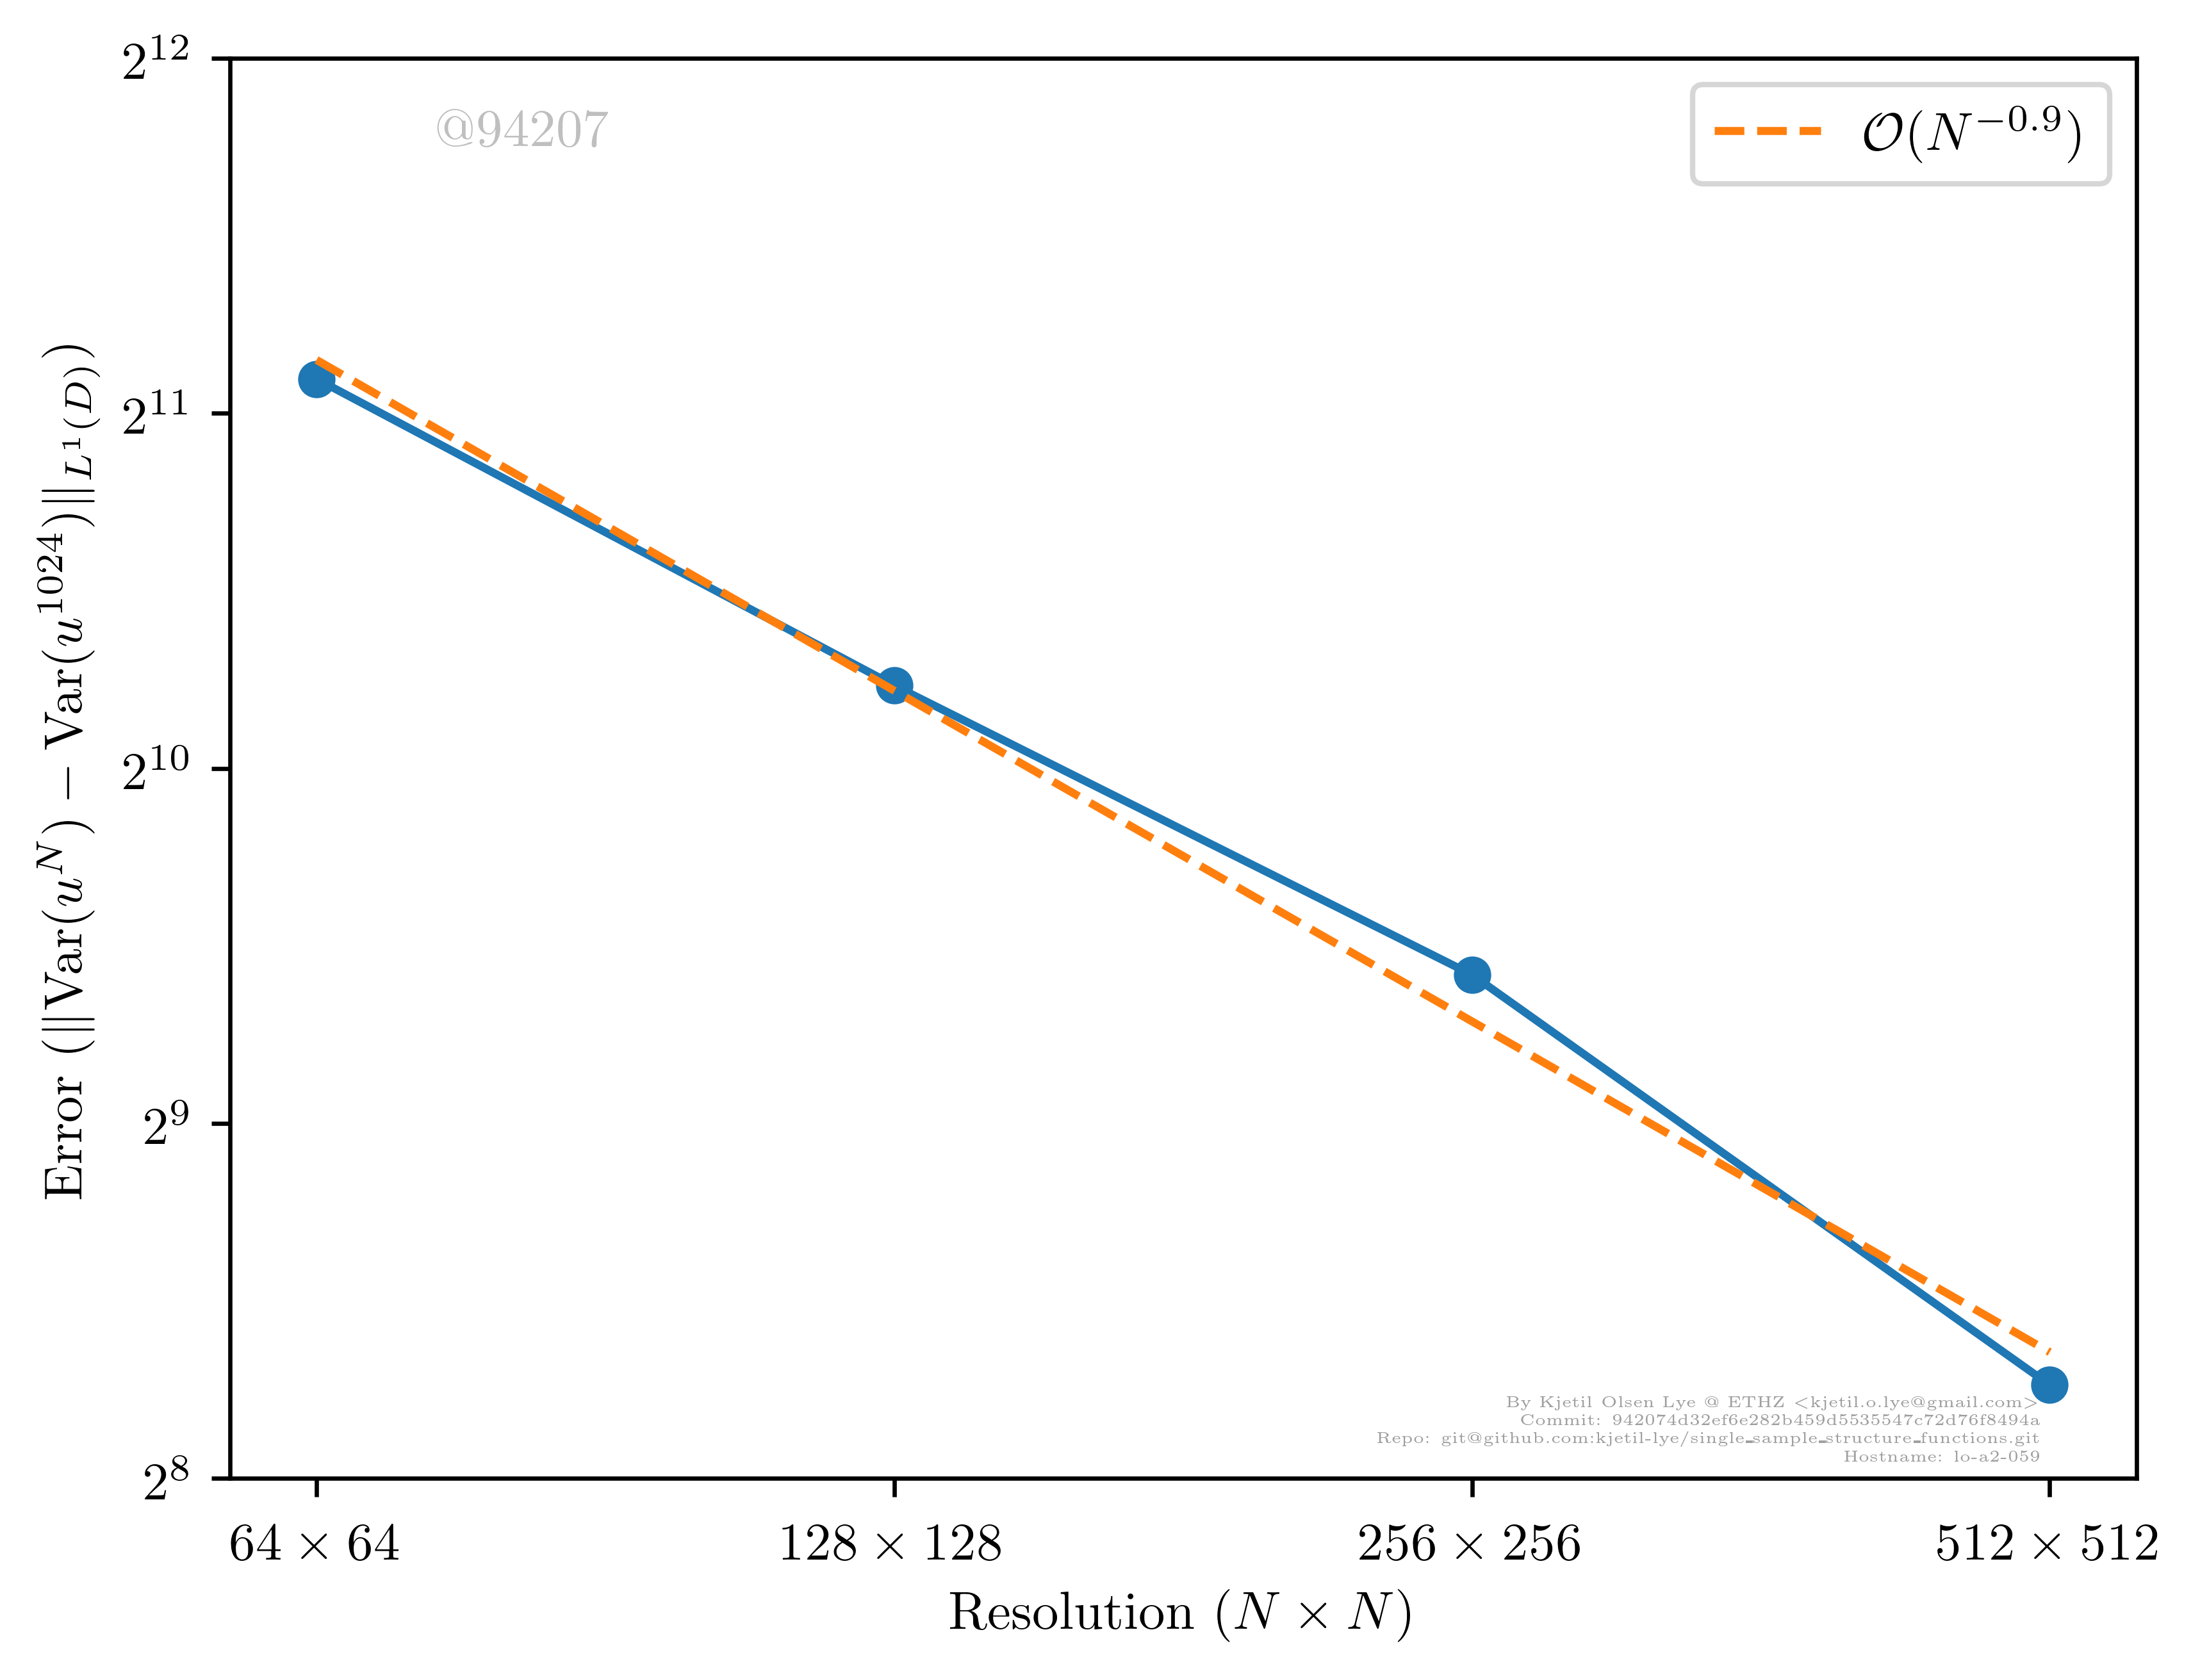 2^12
@94207
O(N^−0.9)
2^11
2^10
2^9
2^8
Error (||Var(u^N) − Var(u^1024)||_L^1(D))
By Kjetil Olsen Lye @ ETHZ <kjetil.o.lye@gmail.com>
Commit: 942074d32ef6e282b459d5535547c72d76f8494a
Repo: git@github.com:kjetil-lye/single_sample_structure_functions.git
Hostname: lo-a2-059
64 × 64
128 × 128
256 × 256
512 × 512
Resolution (N × N)